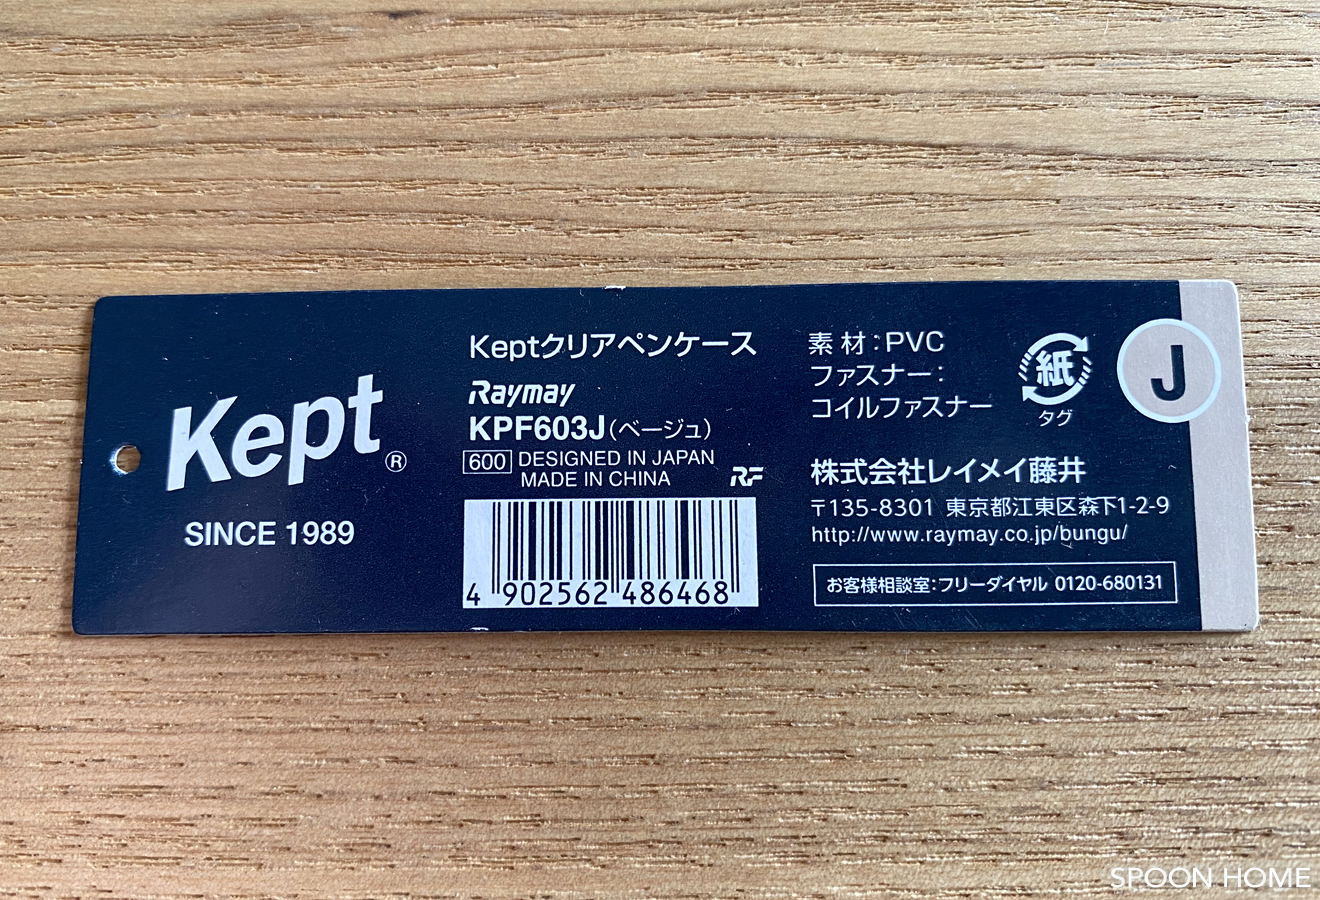 Kept®
SINCE 1989
Keptクリアペンケース
Raymay
KPF603J(ベージュ)
600 DESIGNED IN JAPAN
MADE IN CHINA
RF
4 902562 486468
素材:PVC
ファスナー:
コイルファスナー
紙
タグ
J
株式会社レイメイ藤井
〒135-8301 東京都江東区森下1-2-9
http://www.raymay.co.jp/bungu/
お客様相談室:フリーダイヤル 0120-680131
SPOON HOME